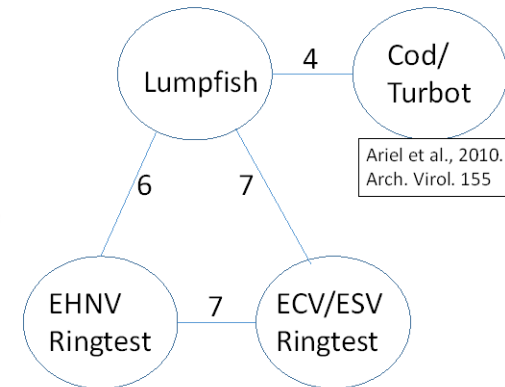 Lumpfish
4
Cod/
Turbot
Ariel et al., 2010.
Arch. Virol. 155
6
7
EHNV
Ringtest
7
ECV/ESV
Ringtest